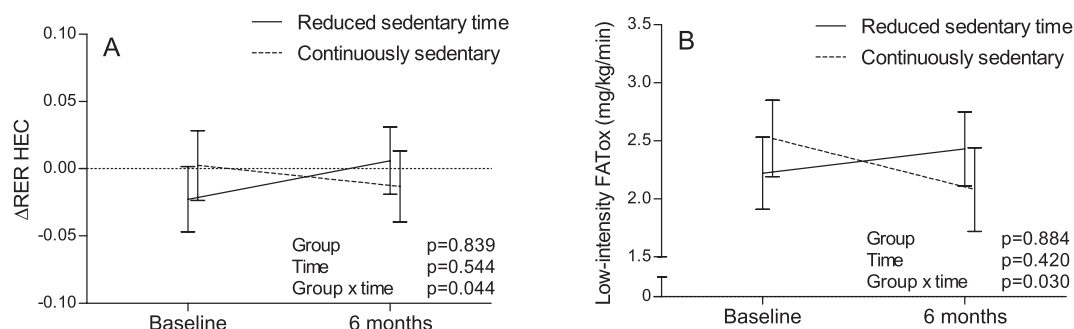 A
Reduced sedentary time
Continuously sedentary
ΔRER HEC
0.10
0.05
0.00
-0.05
-0.10
Group p=0.839
Time p=0.544
Group x time p=0.044
Baseline 6 months
B
Reduced sedentary time
Continuously sedentary
Low-intensity FATox (mg/kg/min)
3.5
3.0
2.5
2.0
1.5
0
Group p=0.884
Time p=0.420
Group x time p=0.030
Baseline 6 months